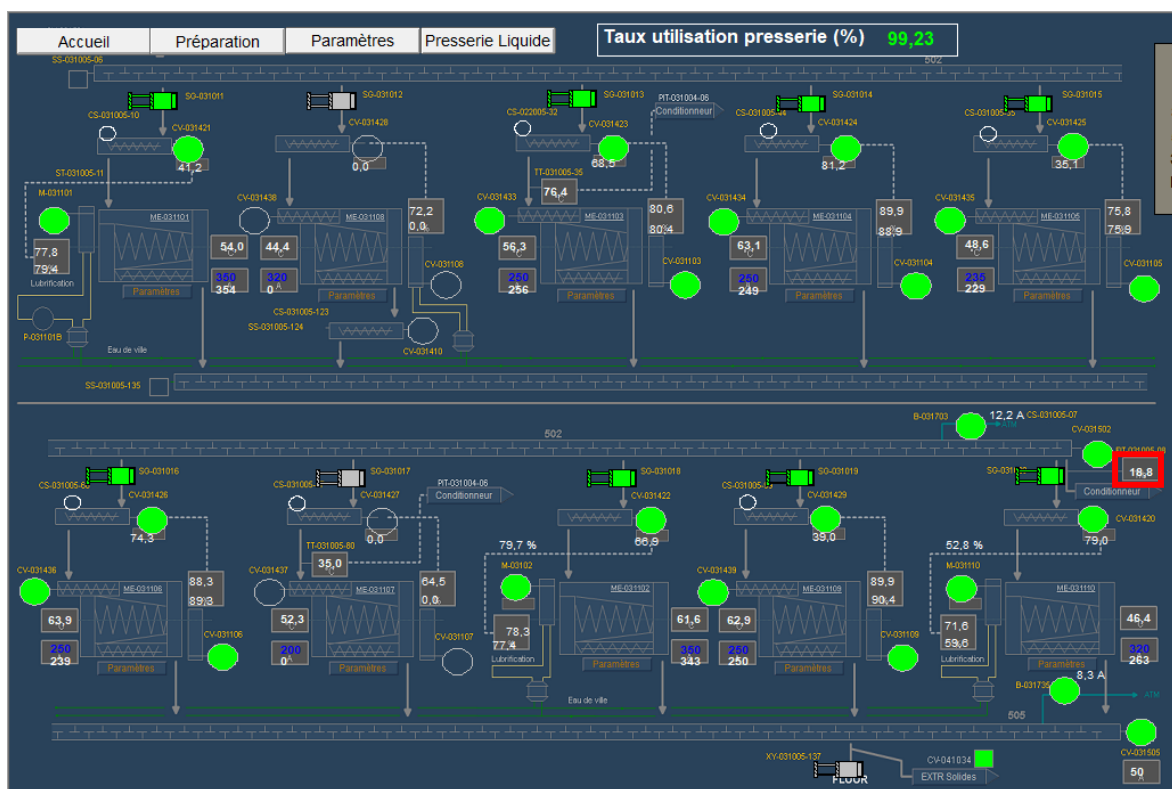 Accueil
Préparation
Paramètres
Presserie Liquide
Taux utilisation presserie (%) 99,23
SS-031005-06
502
SG-031011
SG-031012
SG-031013
PIT-031004-06
Conditionneur
SG-031014
SG-031015
CS-031005-10
CV-031421
41,2
CV-031428
0,0
CS-022005-32
CV-031423
68,5
CV-031424
81,2
CV-031425
35,1
ST-031005-11
TT-031005-35
76,4
M-031101
77,8
79,4
Lubrification
ME-031101
54,0
350
354
Paramètres
CV-031438
44,4
320
0
ME-031108
72,2
0,0
Paramètres
CV-031108
CV-031433
56,3
250
256
ME-031103
80,6
80,4
Paramètres
CV-031103
CV-031434
63,1
250
249
ME-031104
89,9
88,9
Paramètres
CV-031104
CV-031435
48,6
235
229
ME-031105
75,8
75,9
Paramètres
CV-031105
P-031101B
Eau de ville
CS-031005-123
SS-031005-124
CV-031410
SS-031005-135
B-031703
12,2 A
ATM
CS-031005-07
CV-031502
502
18,8
Conditionneur
SG-031016
SG-031017
PIT-031004-06
Conditionneur
SG-031018
SG-031019
CV-031426
74,3
CV-031427
0,0
CV-031422
66,9
CV-031429
39,0
CV-031420
79,0
TT-031005-80
35,0
79,7 %
52,8 %
CV-031436
63,9
250
239
ME-031106
88,3
89,3
Paramètres
CV-031106
CV-031437
52,3
200
0
ME-031107
64,5
0,0
Paramètres
CV-031107
M-03102
78,3
77,4
Lubrification
ME-031102
61,6
350
343
Paramètres
CV-031439
62,9
250
250
ME-031109
89,9
90,4
Paramètres
CV-031109
M-031110
71,6
59,6
Lubrification
ME-031110
46,4
320
263
Paramètres
B-031735
8,3 A
ATM
Eau de ville
505
CV-031505
50
A
XY-031005-137
FLOUR
CV-041034
EXTR Solides